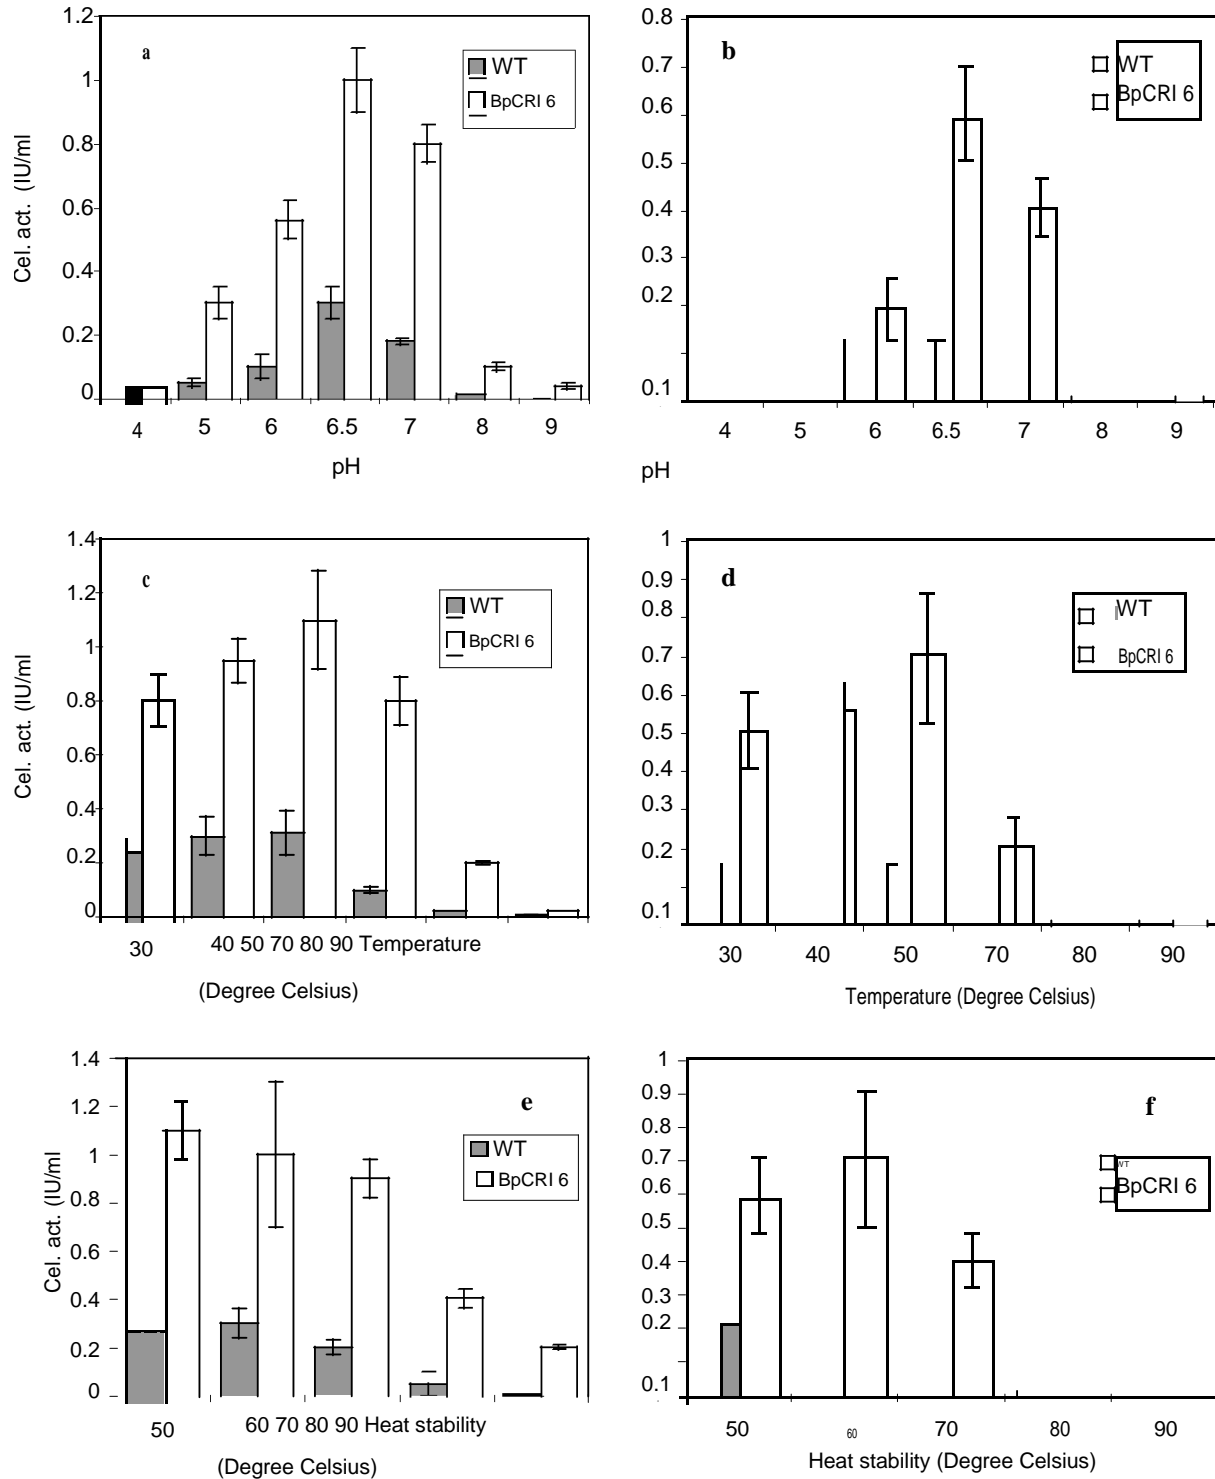 a
1.2
1
0.8
0.6
0.4
0.2
0
Cel. act. (IU/ml)
WT
BpCRI 6
4 5 6 6.5 7 8 9
pH
b
0.8
0.7
0.6
0.5
0.4
0.3
0.2
0.1
WT
BpCRI 6
4 5 6 6.5 7 8 9
pH
c
1.4
1.2
1
0.8
0.6
0.4
0.2
0
Cel. act. (IU/ml)
WT
BpCRI 6
30 40 50 70 80 90 Temperature
(Degree Celsius)
d
1
0.9
0.8
0.7
0.6
0.5
0.4
0.3
0.2
0.1
WT
BpCRI 6
30 40 50 70 80 90
Temperature (Degree Celsius)
e
1.4
1.2
1
0.8
0.6
0.4
0.2
0
Cel. act. (IU/ml)
WT
BpCRI 6
50 60 70 80 90 Heat stability
(Degree Celsius)
f
1
0.9
0.8
0.7
0.6
0.5
0.4
0.3
0.2
0.1
WT
BpCRI 6
50 60 70 80 90
Heat stability (Degree Celsius)